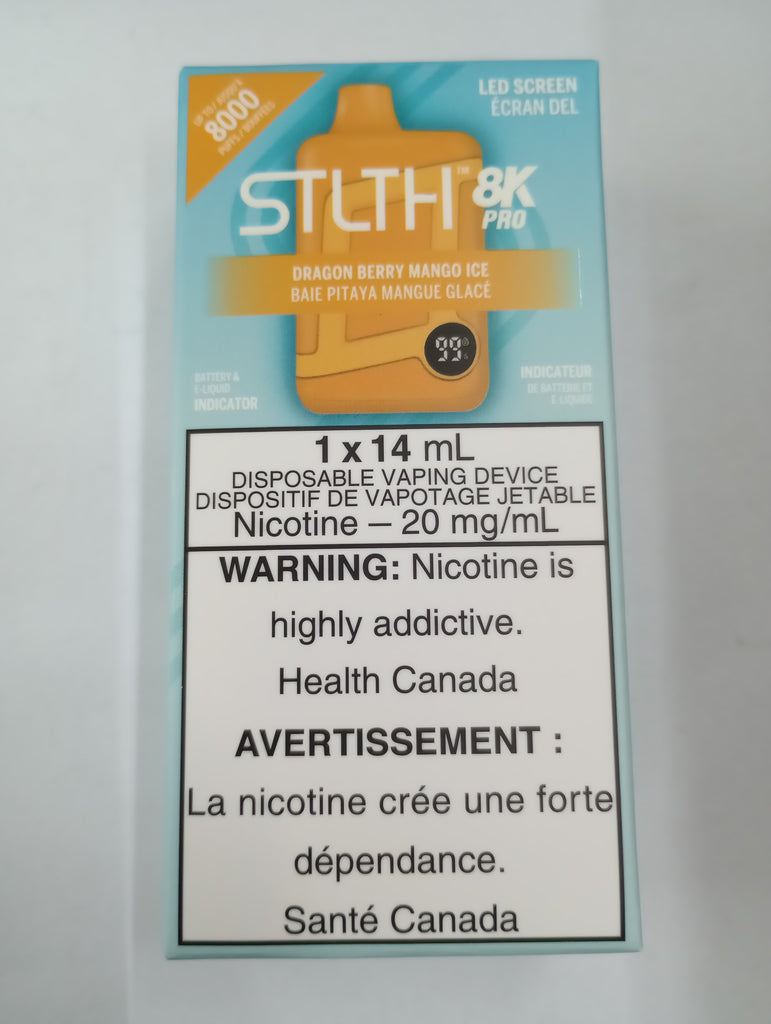 UP TO / JUSQU'À
8000
PUFFS / BOUFFÉES
LED SCREEN
ÉCRAN DEL
STLTH™ 8K
PRO
DRAGON BERRY MANGO ICE
BAIE PITAYA MANGUE GLACÉ
99
BATTERY &
E-LIQUID
INDICATOR
INDICATEUR
DE BATTERIE ET
E-LIQUIDE
1 x 14 mL
DISPOSABLE VAPING DEVICE
DISPOSITIF DE VAPOTAGE JETABLE
Nicotine – 20 mg/mL
WARNING: Nicotine is
highly addictive.
Health Canada
AVERTISSEMENT :
La nicotine crée une forte
dépendance.
Santé Canada